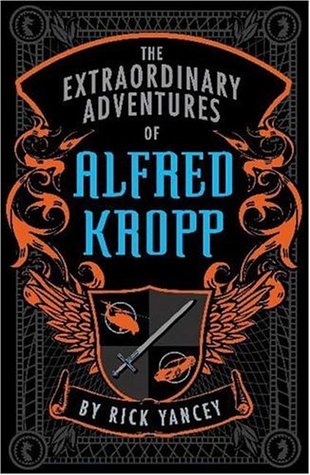 THE
EXTRAORDINARY
ADVENTURES
OF
ALFRED
KROPP
BY RICK YANCEY